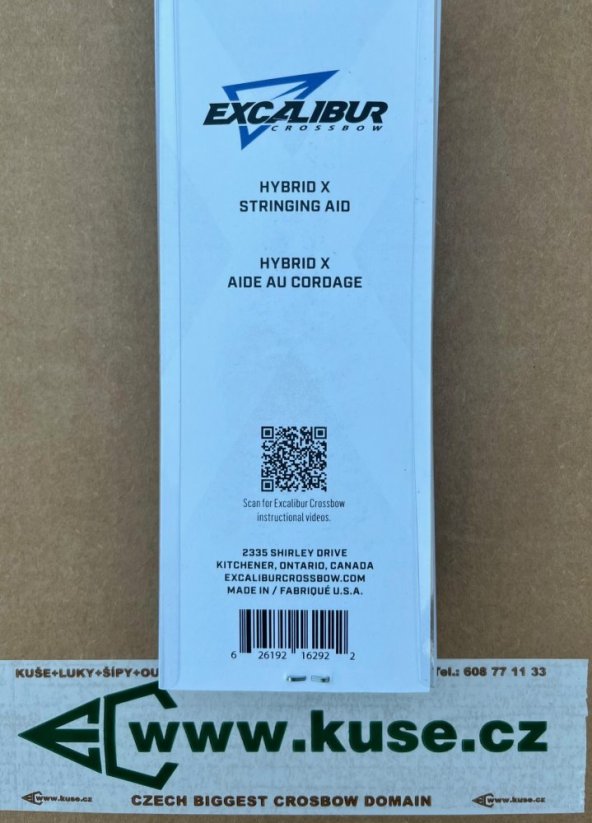 EXCALIBUR
CROSSBOW
HYBRID X
STRINGING AID
HYBRID X
AIDE AU CORDAGE
Scan for Excalibur Crossbow
instructional videos.
2335 SHIRLEY DRIVE
KITCHENER, ONTARIO, CANADA
EXCALIBURCROSSBOW.COM
MADE IN / FABRIQUÉ U.S.A.
6 26192 16292 2
KUŠE+LUKY+ŠÍPY+OU Tel.: 608 77 11 33
www.kuse.cz
www.kuse.cz CZECH BIGGEST CROSBOW DOMAIN www.kuse.cz